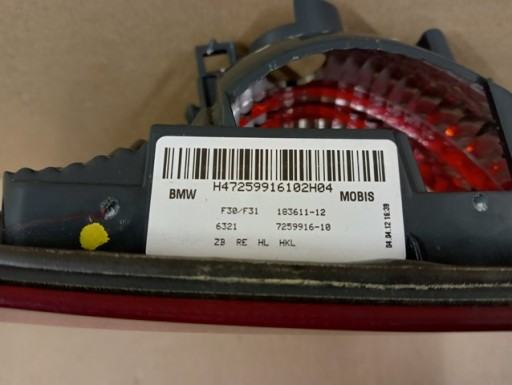 H47259916102H04
BMW MOBIS
F30/F31 183611-12
6321 7259916-10
ZB RE HL HKL
04.04.12 16:39